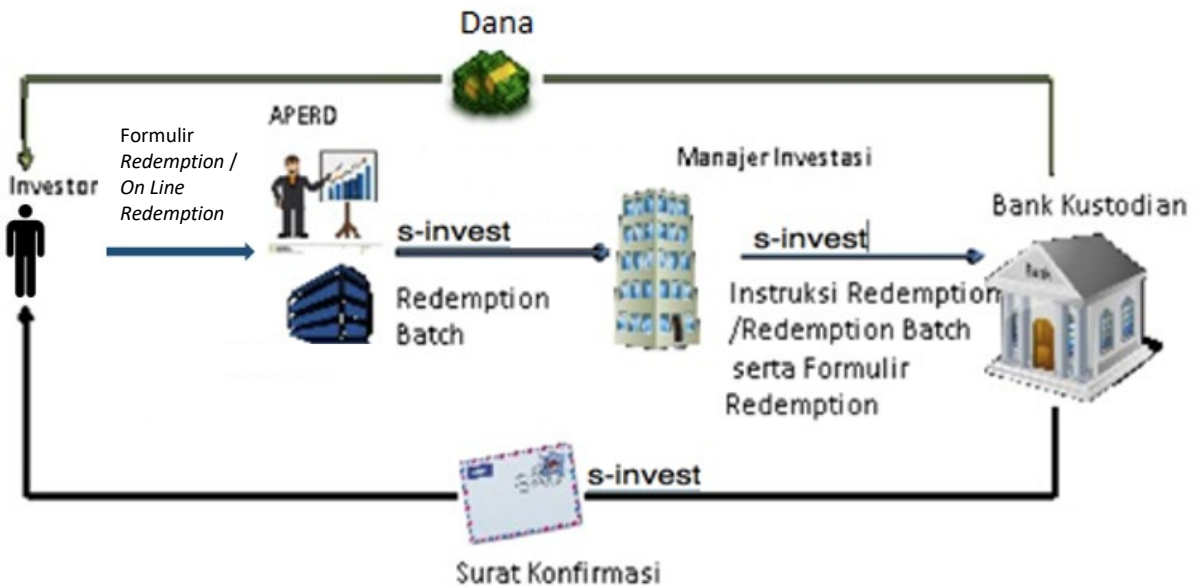 Dana
APERD
Formulir
Redemption /
On Line
Redemption
Investor
Manajer Investasi
Bank Kustodian
s-invest
s-invest
Bank
Redemption
Batch
Instruksi Redemption
/Redemption Batch
serta Formulir
Redemption
s-invest
Surat Konfirmasi